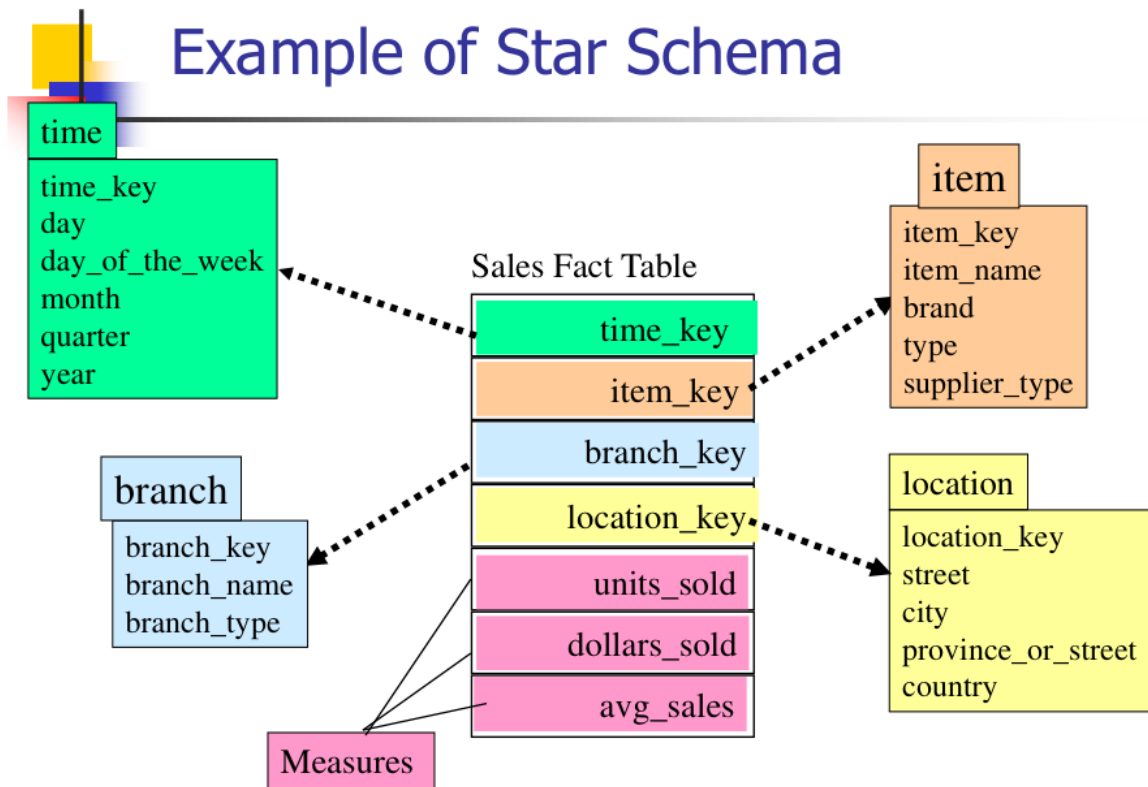 Example of Star Schema
time
time_key
day
day_of_the_week
month
quarter
year
item
item_key
item_name
brand
type
supplier_type
Sales Fact Table
time_key
item_key
branch_key
location_key
units_sold
dollars_sold
avg_sales
branch
branch_key
branch_name
branch_type
location
location_key
street
city
province_or_street
country
Measures